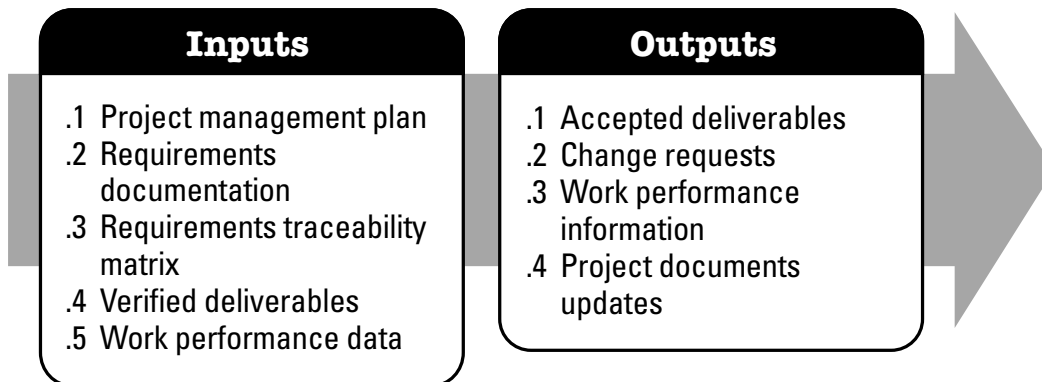 Inputs
.1 Project management plan
.2 Requirements
documentation
.3 Requirements traceability
matrix
.4 Verified deliverables
.5 Work performance data
Outputs
.1 Accepted deliverables
.2 Change requests
.3 Work performance
information
.4 Project documents
updates